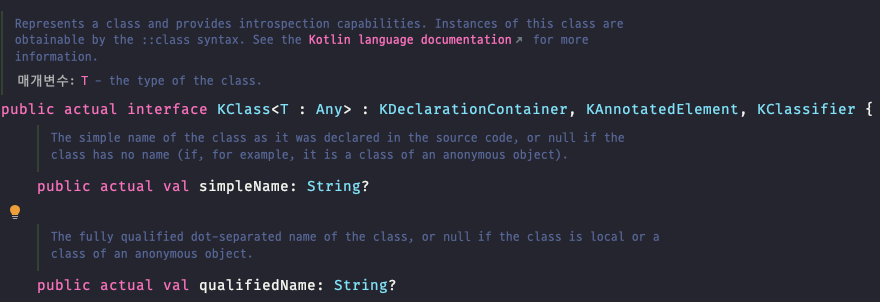 Represents a class and provides introspection capabilities. Instances of this class are
obtainable by the ::class syntax. See the Kotlin language documentation↗ for more
information.
매개변수: T - the type of the class.
public actual interface KClass<T : Any> : KDeclarationContainer, KAnnotatedElement, KClassifier {
The simple name of the class as it was declared in the source code, or null if the
class has no name (if, for example, it is a class of an anonymous object).
public actual val simpleName: String?
The fully qualified dot-separated name of the class, or null if the class is local or a
class of an anonymous object.
public actual val qualifiedName: String?